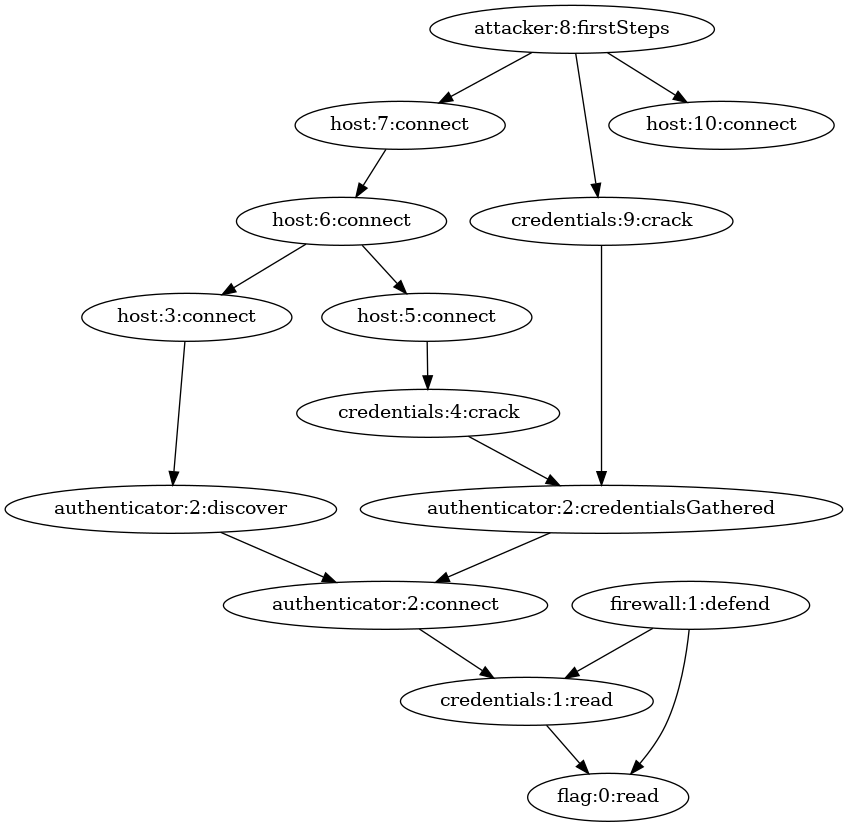 attacker:8:firstSteps
host:7:connect
host:10:connect
host:6:connect
credentials:9:crack
host:3:connect
host:5:connect
credentials:4:crack
authenticator:2:discover
authenticator:2:credentialsGathered
authenticator:2:connect
firewall:1:defend
credentials:1:read
flag:0:read